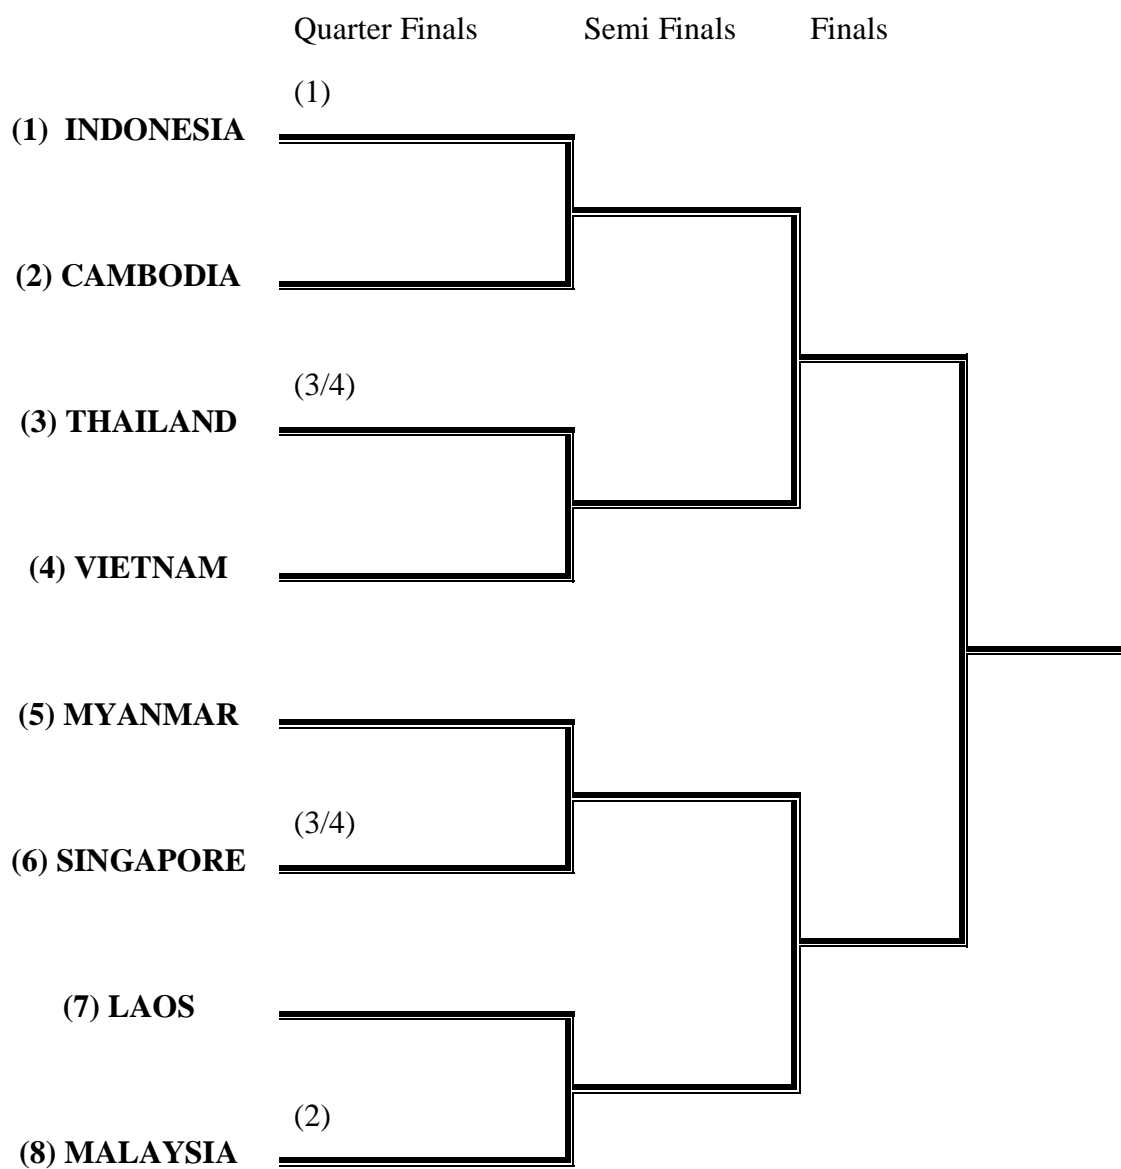 Quarter Finals Semi Finals Finals
(1)
(1) INDONESIA
(2) CAMBODIA
(3/4)
(3) THAILAND
(4) VIETNAM
(5) MYANMAR
(3/4)
(6) SINGAPORE
(7) LAOS
(2)
(8) MALAYSIA